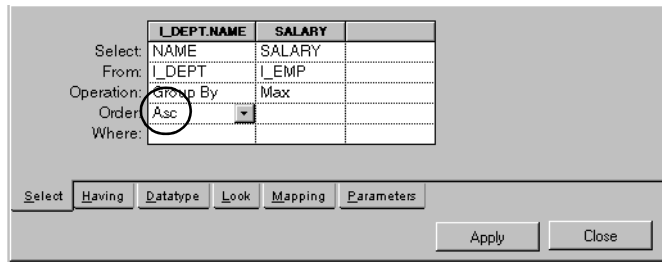 I_DEPT.NAME SALARY
Select: NAME SALARY
From: I_DEPT I_EMP
Operation: Group By Max
Order: Asc
Where:
Select Having Datatype Look Mapping Parameters
Apply Close